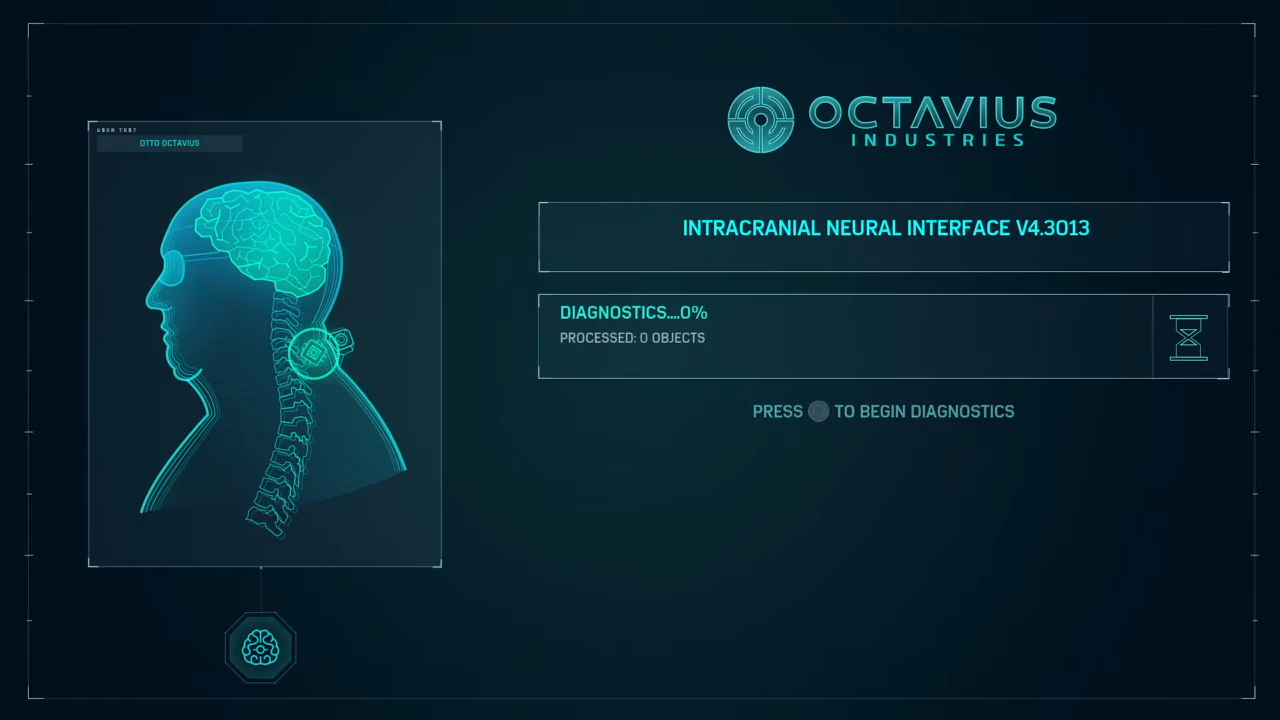 OTTO OCTAVIUS
OCTAVIUS
INDUSTRIES
INTRACRANIAL NEURAL INTERFACE V4.3013
DIAGNOSTICS....0%
PROCESSED: 0 OBJECTS
PRESS TO BEGIN DIAGNOSTICS